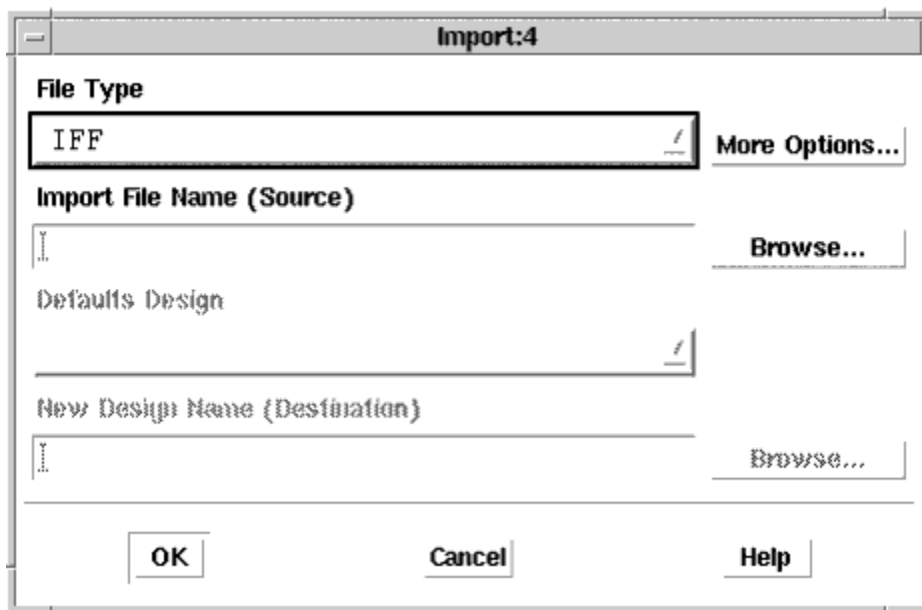 Import:4
File Type
IFF
More Options...
Import File Name (Source)
Browse...
Defaults Design
New Design Name (Destination)
Browse...
OK Cancel Help